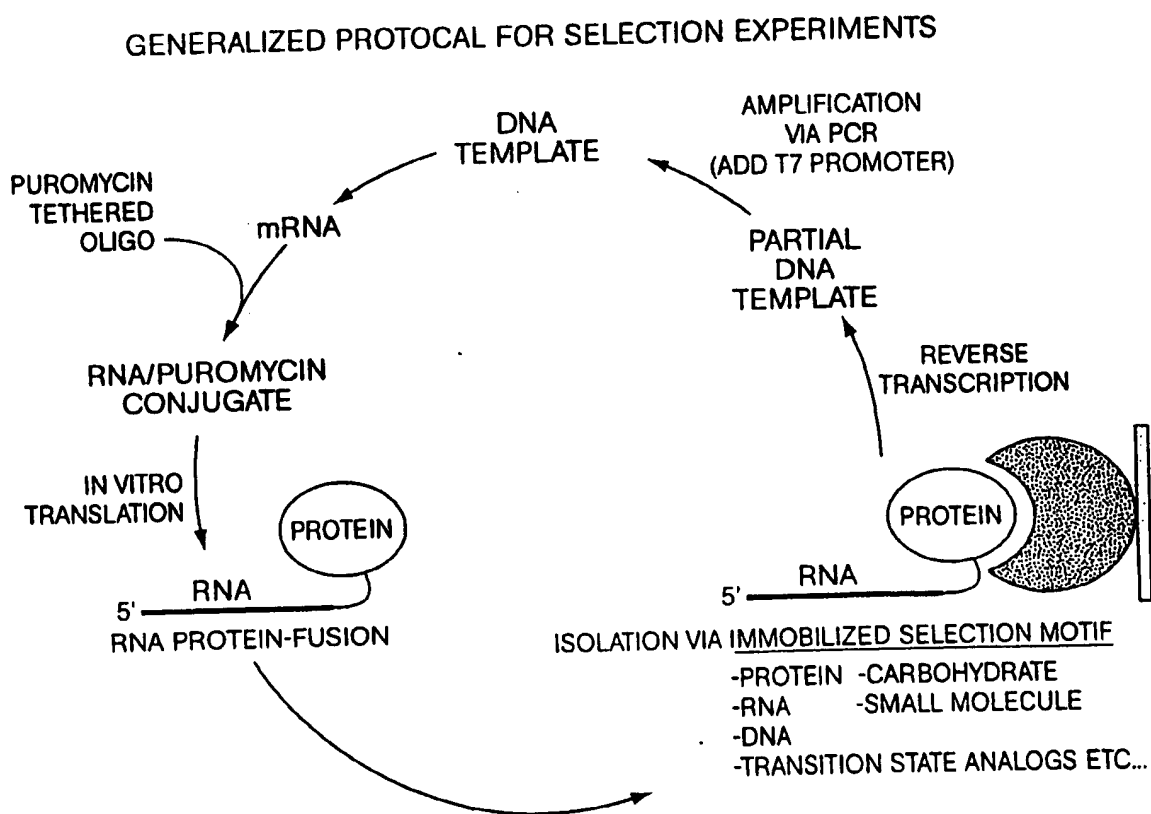 GENERALIZED PROTOCAL FOR SELECTION EXPERIMENTS
DNA
TEMPLATE
AMPLIFICATION
VIA PCR
(ADD T7 PROMOTER)
PUROMYCIN
TETHERED
OLIGO
mRNA
PARTIAL
DNA
TEMPLATE
RNA/PUROMYCIN
CONJUGATE
REVERSE
TRANSCRIPTION
IN VITRO
TRANSLATION
PROTEIN
RNA
5'
RNA PROTEIN-FUSION
PROTEIN
RNA
5'
ISOLATION VIA IMMOBILIZED SELECTION MOTIF
-PROTEIN -CARBOHYDRATE
-RNA -SMALL MOLECULE
-DNA
-TRANSITION STATE ANALOGS ETC...